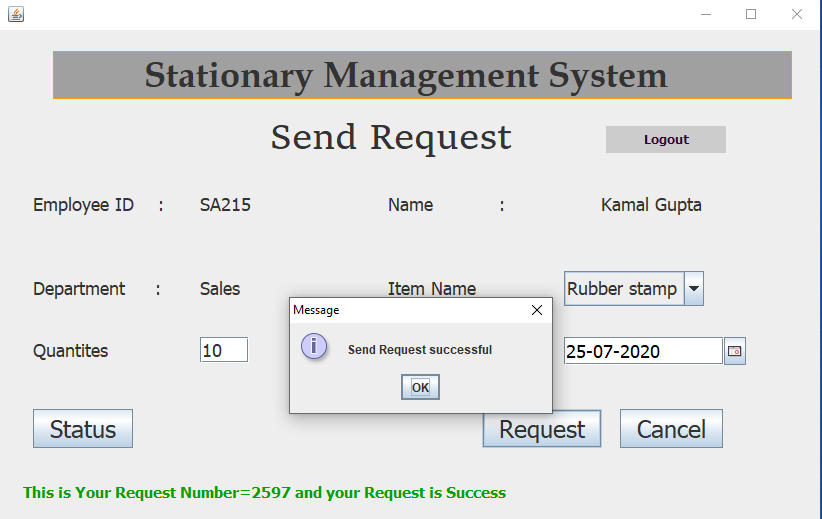 Stationary Management System
Send Request
Logout
Employee ID : SA215 Name : Kamal Gupta
Department : Sales Item Name Rubber stamp
Message
Quantites 10 25-07-2020
Send Request successful
OK
Status Request Cancel
This is Your Request Number=2597 and your Request is Success